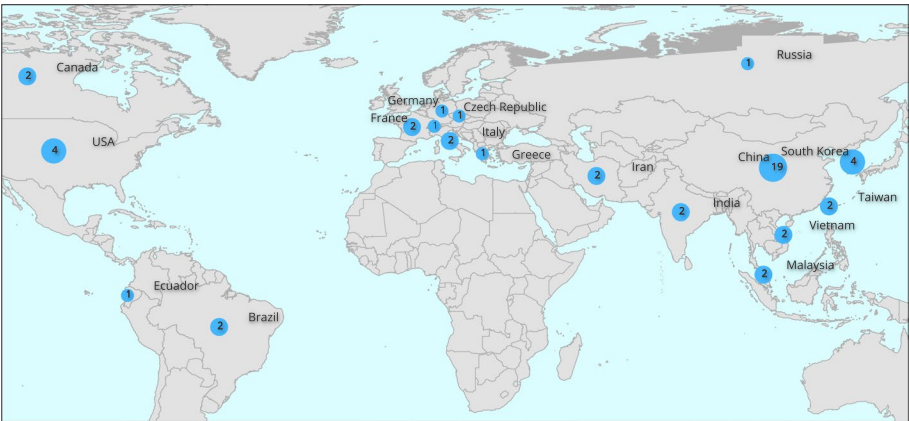 Russia
1
Canada
2
Germany
1
Czech Republic
1
France
2
1
Italy
2
Greece
1
USA
4
China
19
South Korea
4
Iran
2
India
2
Taiwan
2
Vietnam
2
Malaysia
2
Ecuador
1
Brazil
2